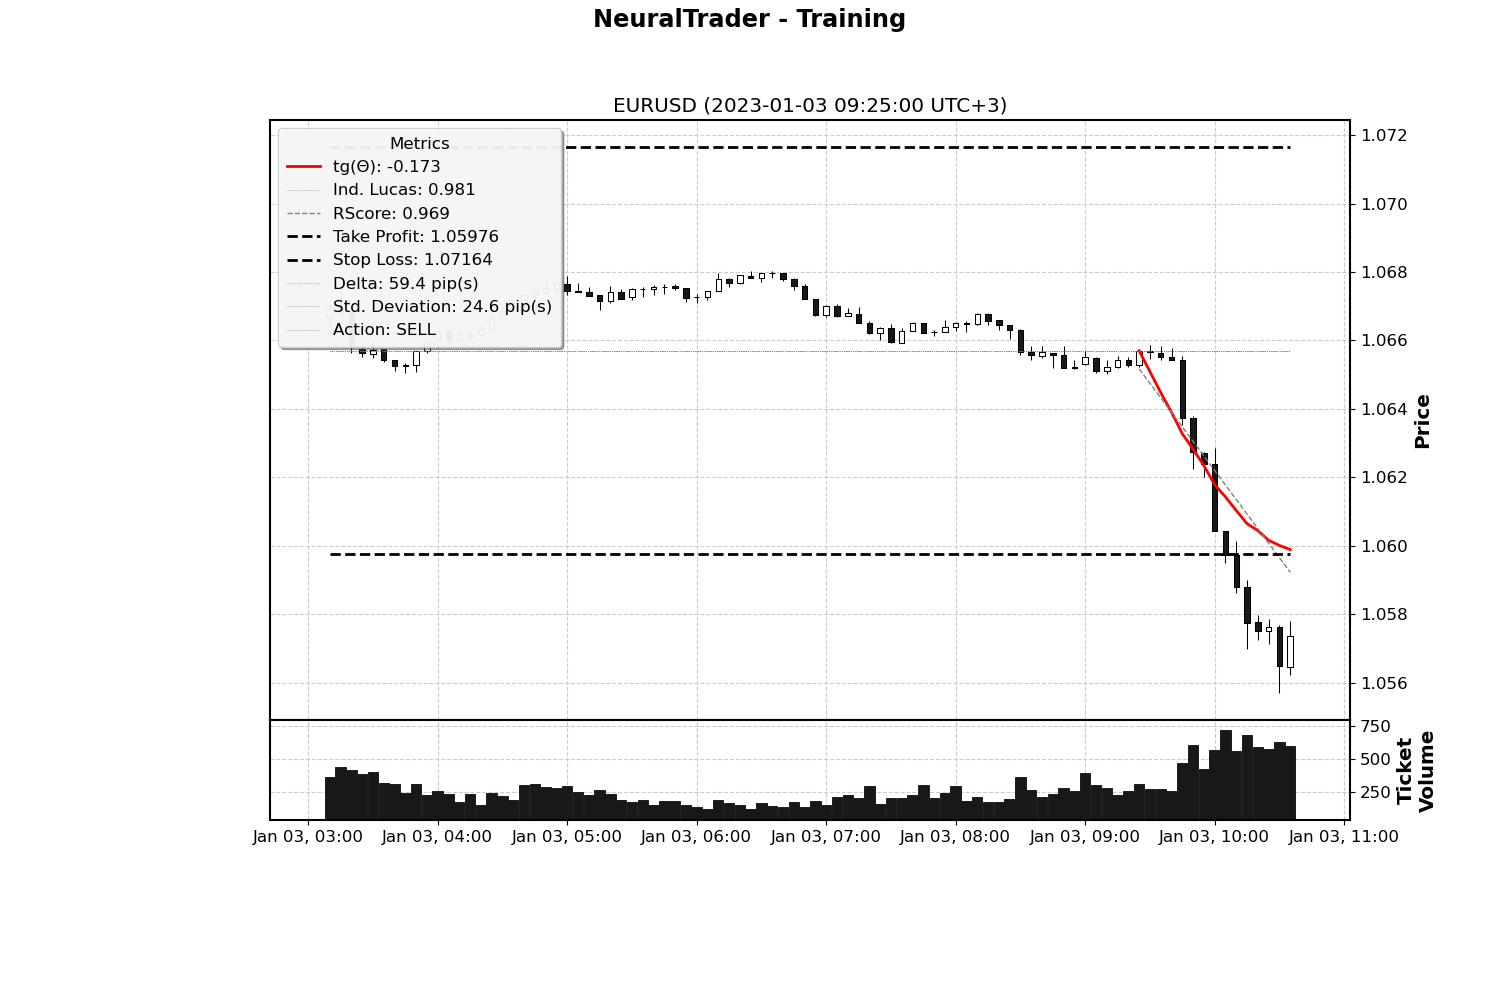 NeuralTrader - Training
EURUSD (2023-01-03 09:25:00 UTC+3)
Metrics
tg(Θ): -0.173
Ind. Lucas: 0.981
RScore: 0.969
Take Profit: 1.05976
Stop Loss: 1.07164
Delta: 59.4 pip(s)
Std. Deviation: 24.6 pip(s)
Action: SELL
1.072
1.070
1.068
1.066
1.064
1.062
1.060
1.058
1.056
Price
750
500
250
Ticket
Volume
Jan 03, 03:00
Jan 03, 04:00
Jan 03, 05:00
Jan 03, 06:00
Jan 03, 07:00
Jan 03, 08:00
Jan 03, 09:00
Jan 03, 10:00
Jan 03, 11:00